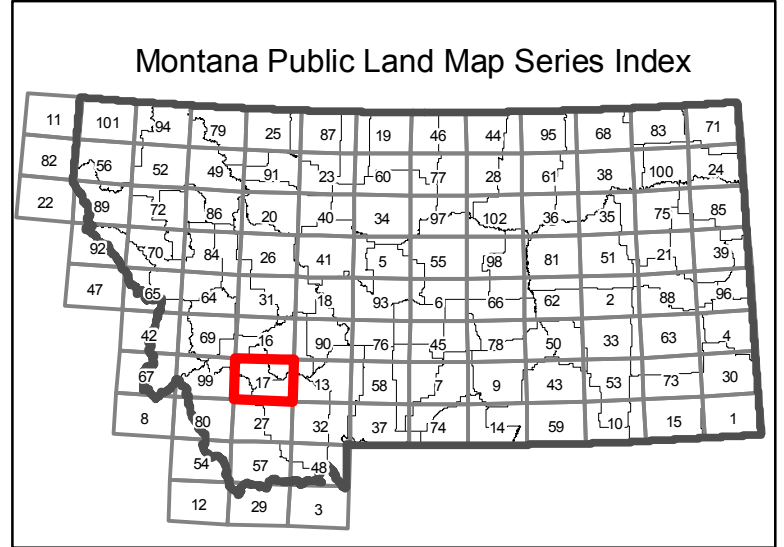 Montana Public Land Map Series Index
11 101 94 79 25 87 19 46 44 95 68 83 71
82 56 52 49 91 23 60 77 28 61 38 100 24
22 89 72 86 20 40 34 97 102 36 35 75 85
92 70 84 26 41 5 55 98 81 51 21 39
47 65 64 31 18 93 6 66 62 2 88 96
42 69 16 90 76 45 78 50 33 63 4
67 99 17 13 58 7 9 43 53 73 30
8 80 27 32 37 74 14 59 10 15 1
54 57 48
12 29 3